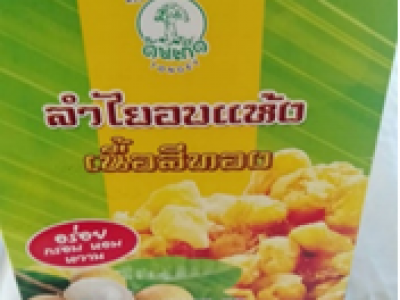 ลำไยอบแห้ง
เนื้อสีทอง
อร่อย
กรอบ หอม
หวาน